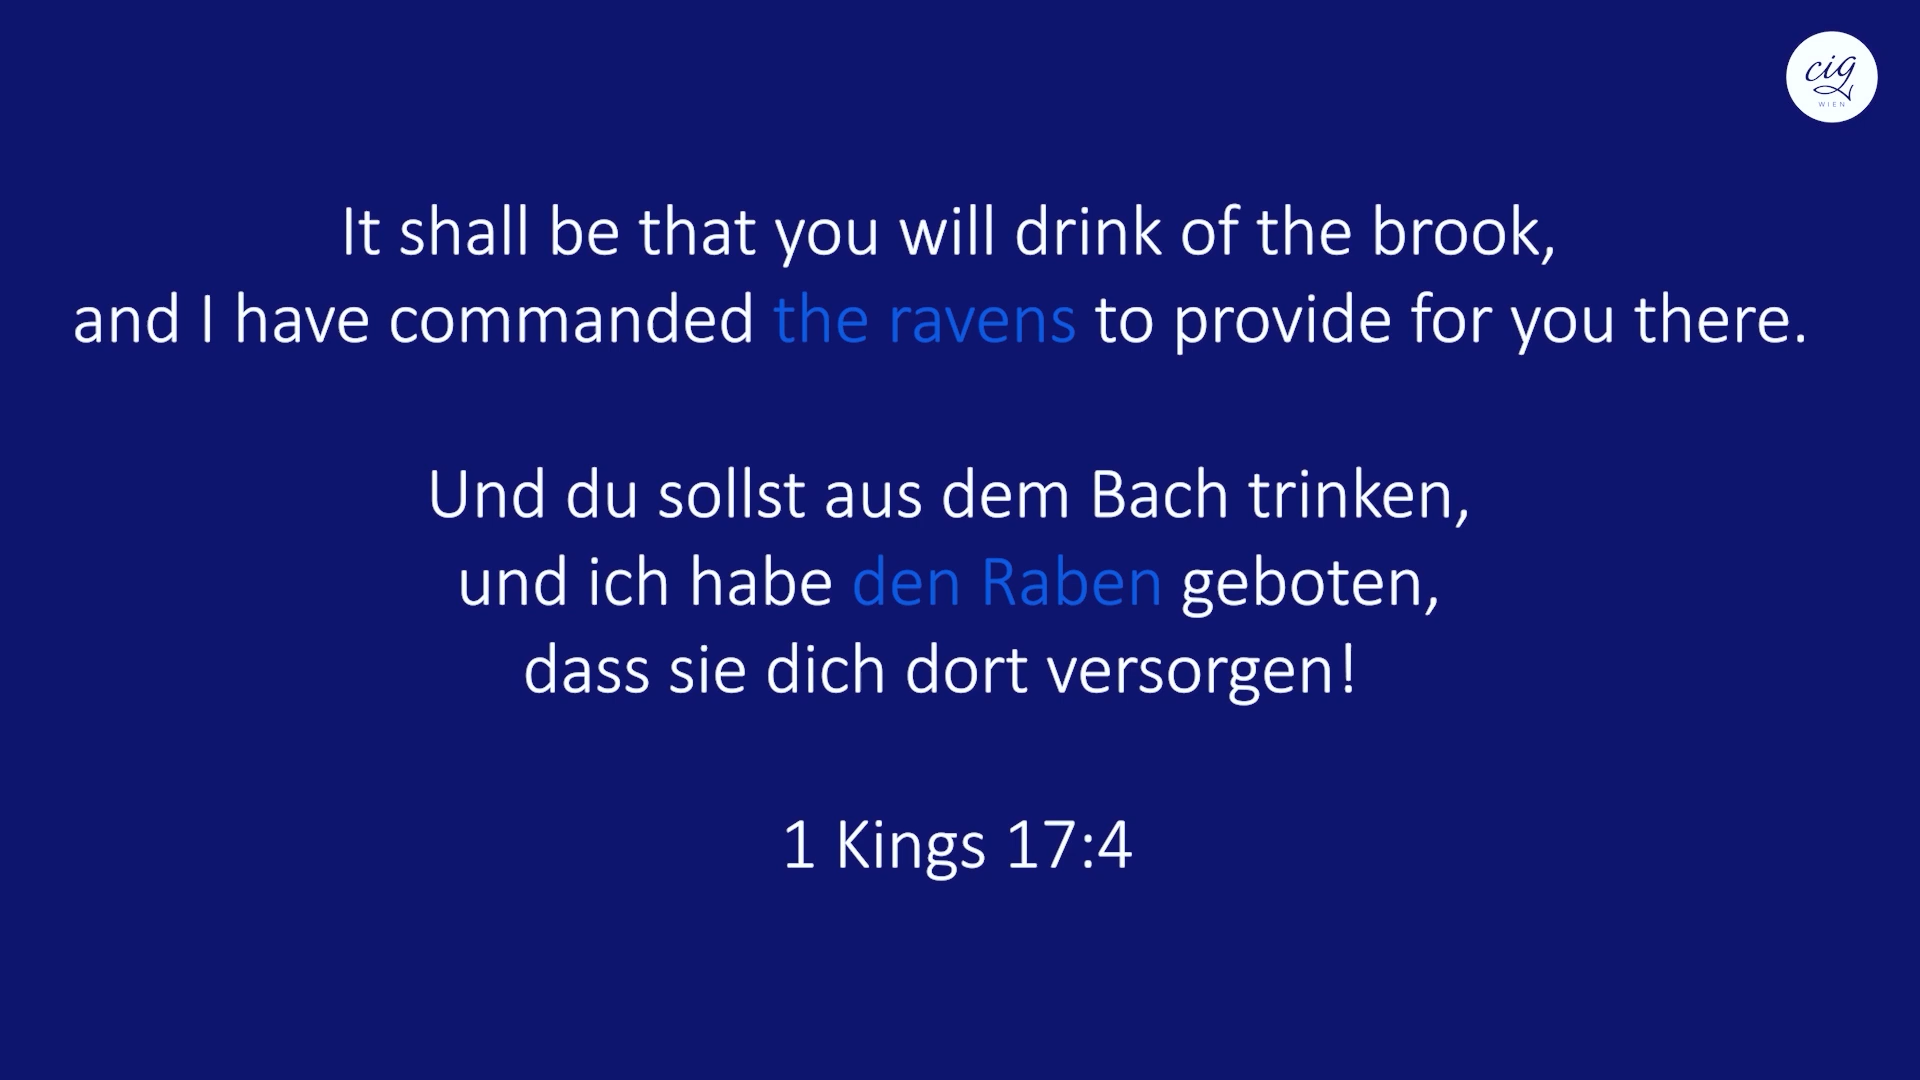 cig
WIEN
It shall be that you will drink of the brook,
and I have commanded the ravens to provide for you there.
Und du sollst aus dem Bach trinken,
und ich habe den Raben geboten,
dass sie dich dort versorgen!
1 Kings 17:4